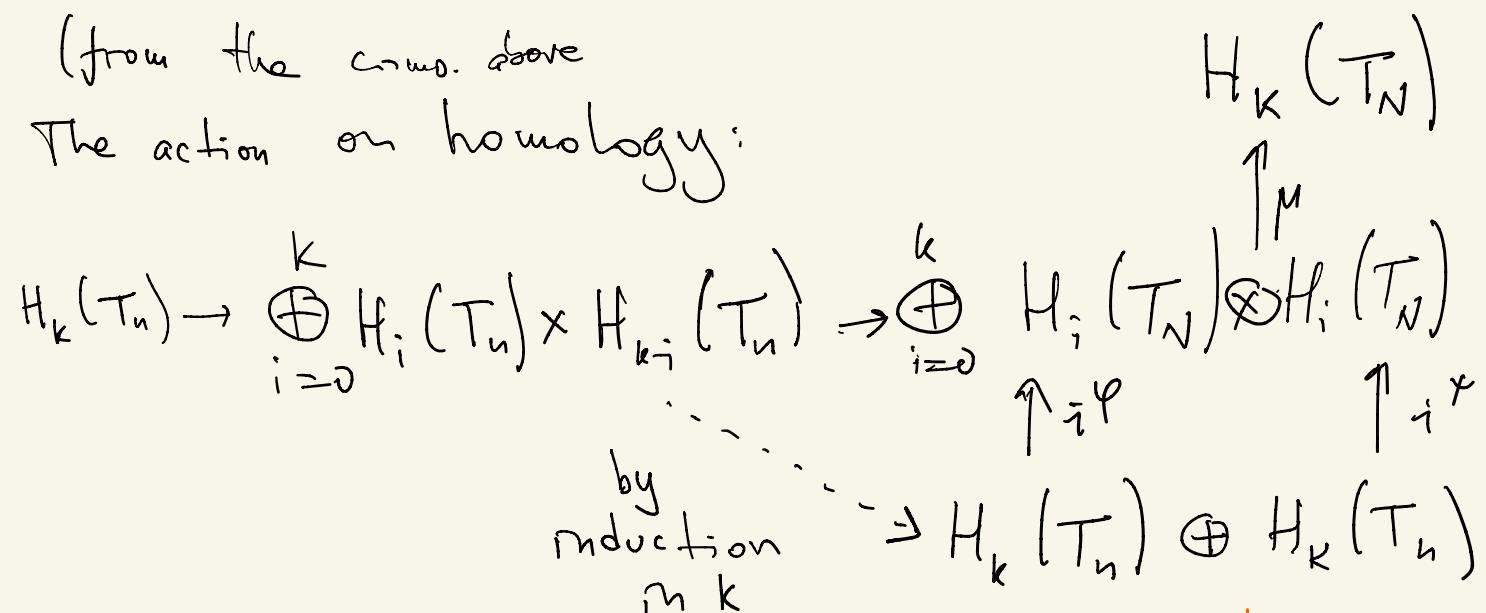 (from the comp. above
The action on homology:
H_k (T_N)
↑ μ
H_k (T_n) → ⊕_{i=0}^{k} H_i (T_n) × H_{k-i} (T_n) → ⊕_{i=0}^{k} H_i (T_N) ⊗ H_i (T_N)
↑ i^φ ↑ i^x
by
induction
in k
⇢ H_k (T_n) ⊕ H_k (T_n)